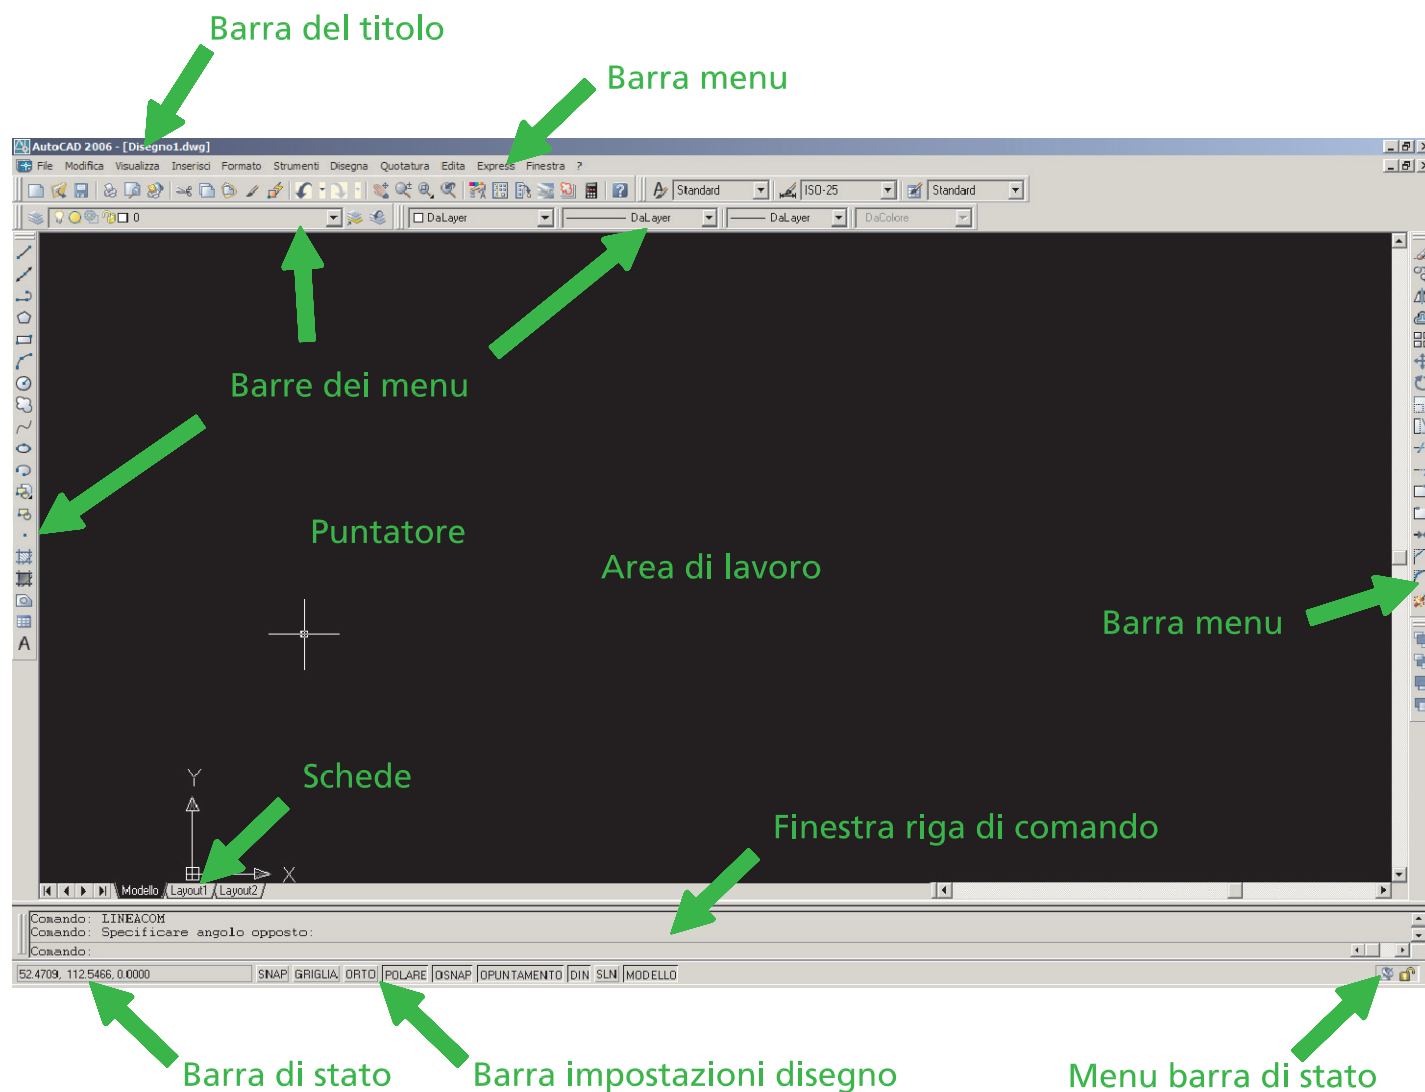 Barra del titolo
Barra menu
AutoCAD 2006 - [Disegno1.dwg]
File Modifica Visualizza Inserisci Formato Strumenti Disegna Quotatura Edita Express Finestra ?
Standard ISO-25 Standard
0 DaLayer DaLayer DaLayer DaColore
Barre dei menu
Puntatore
Area di lavoro
Barra menu
A
Y
Schede
Finestra riga di comando
X
Modello Layout1 Layout2
Comando: LINEACOM
Comando: Specificare angolo opposto:
Comando:
52.4709, 112.5466, 0.0000 SNAP GRIGLIA ORTO POLARE OSNAP OPUNTAMENTO DIN SLN MODELLO
Barra di stato
Barra impostazioni disegno
Menu barra di stato